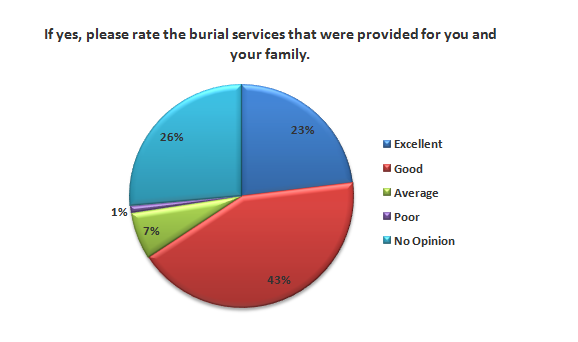 If yes, please rate the burial services that were provided for you and
your family.
26%
23%
1%
7%
43%
Excellent
Good
Average
Poor
No Opinion